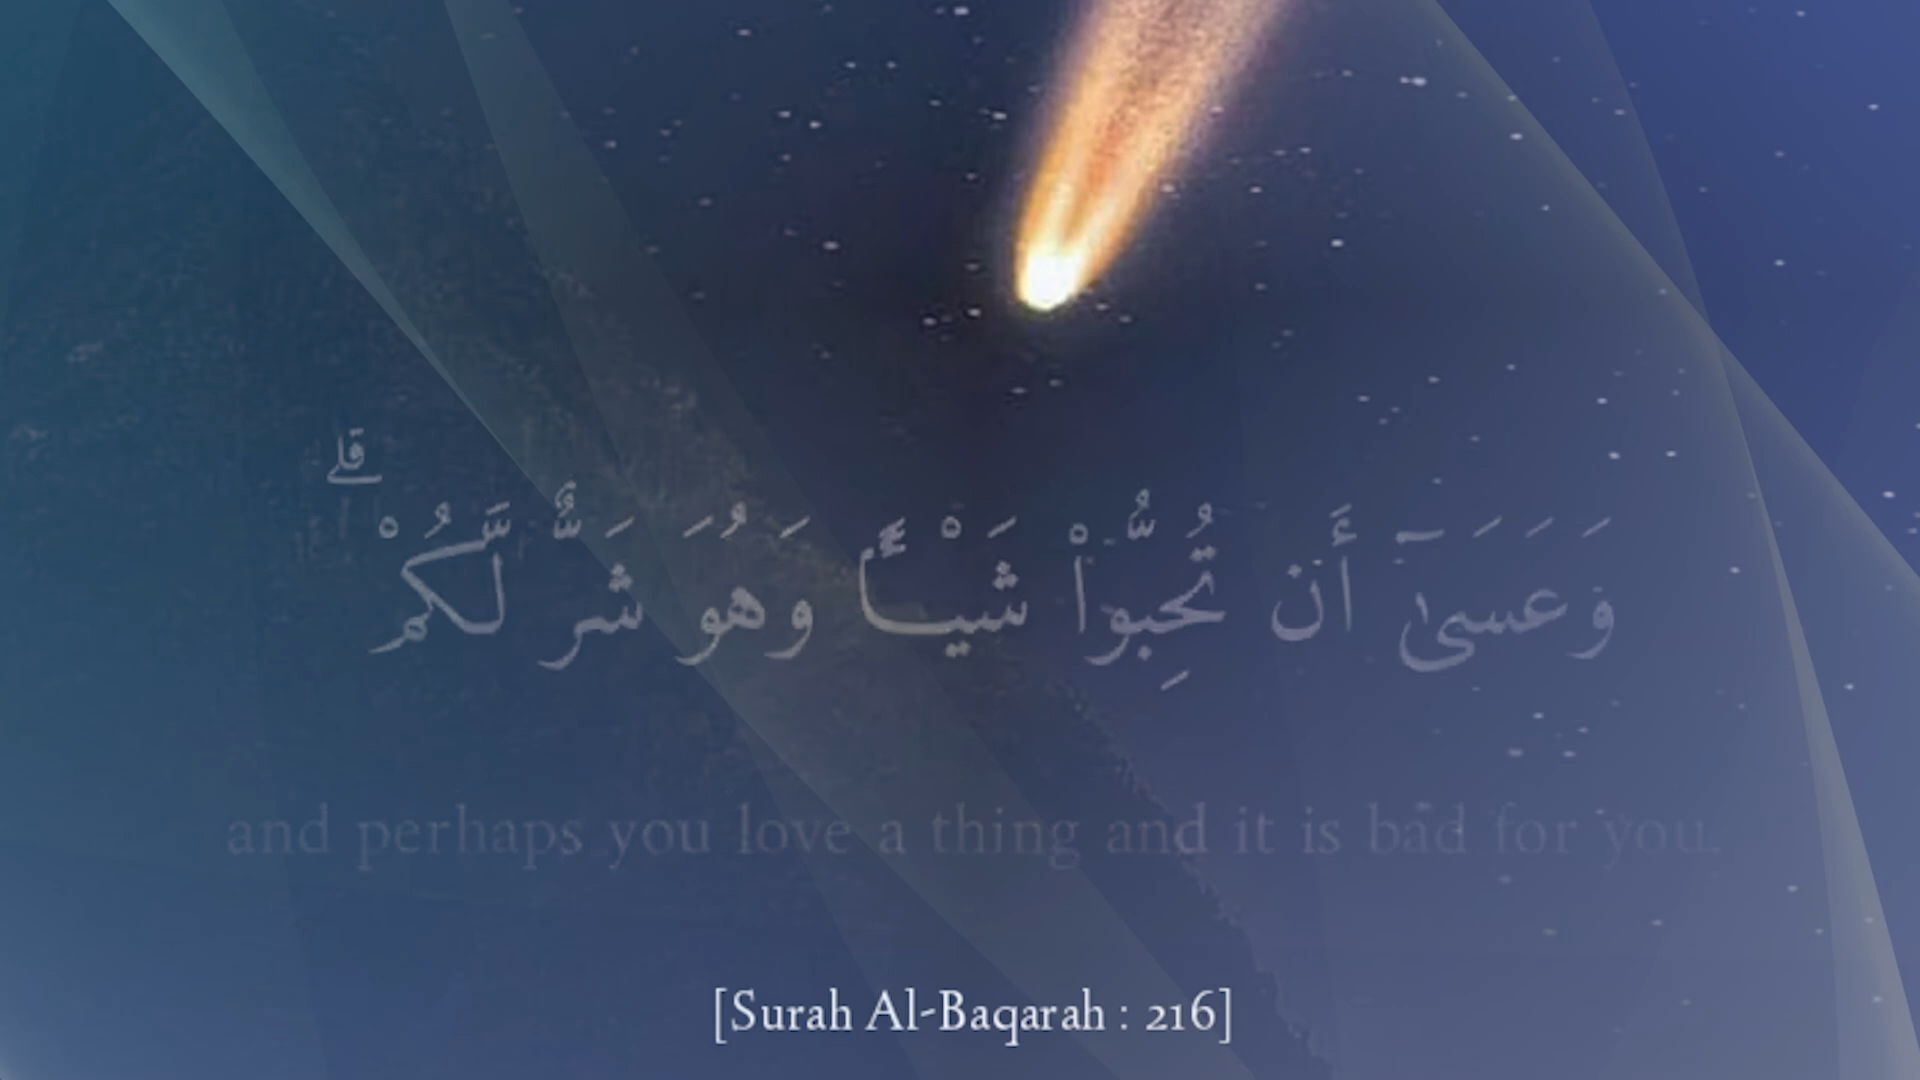 وَعَسَىٰٓ أَن تُحِبُّوا۟ شَيْـًٔا وَهُوَ شَرٌّ لَّكُمْ ۗ
and perhaps you love a thing and it is bad for you.
[Surah Al-Baqarah : 216]